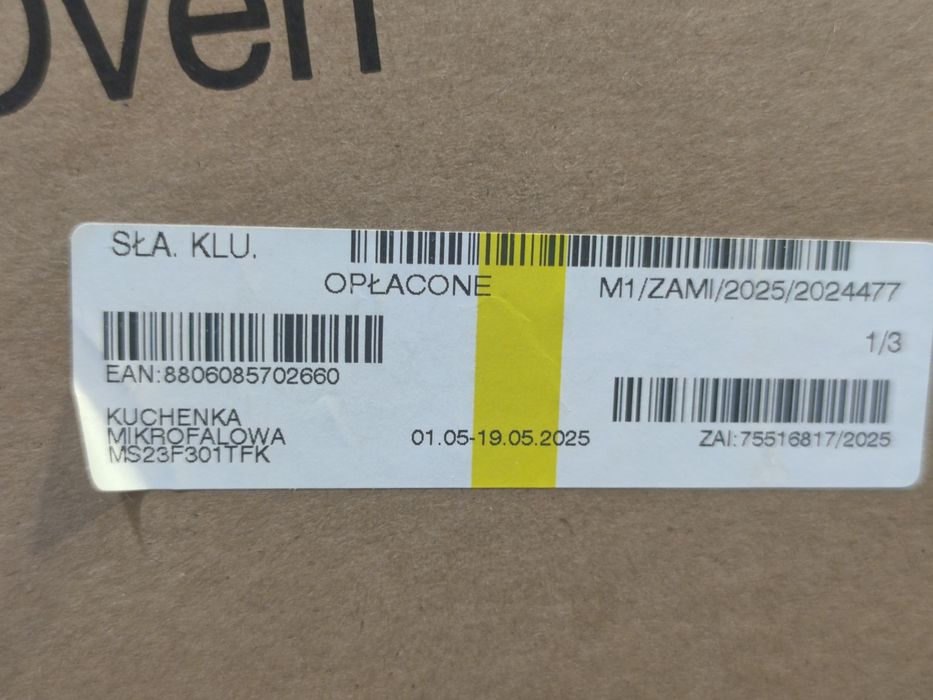 oven
SŁA. KLU.
OPŁACONE
M1/ZAMI/2025/2024477
1/3
EAN:8806085702660
KUCHENKA
MIKROFALOWA
MS23F301TFK
01.05-19.05.2025
ZAI:75516817/2025